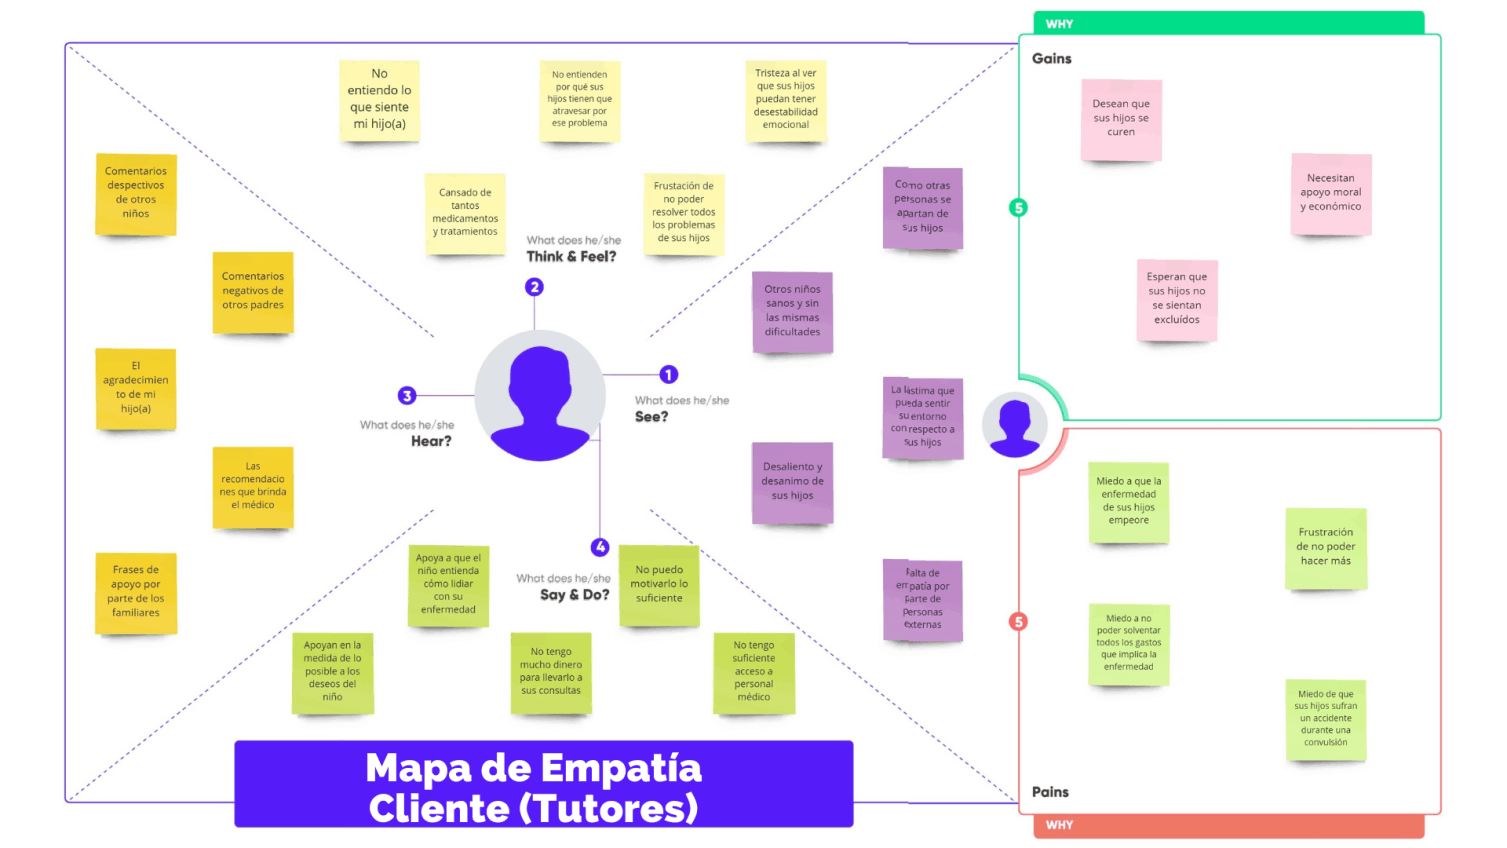 WHY
Gains
No
entiendo lo
que siente
mi hijo(a)
No entienden
por qué sus
hijos tienen que
atravesar por
ese problema
Tristeza al ver
que sus hijos
puedan tener
desestabilidad
emocional
Cansado de
tantos
medicamentos
y tratamientos
Frustación de
no poder
resolver todos
los problemas
de sus hijos
What does he/she
Think & Feel?
2
Comentarios
despectivos
de otros
niños
Comentarios
negativos de
otros padres
El
agradecimien
to de mi
hijo(a)
Las
recomendacio
nes que brinda
el médico
Frases de
apoyo por
parte de los
familiares
3
What does he/she
Hear?
1
What does he/she
See?
Como otras
personas se
apartan de
sus hijos
Otros niños
sanos y sin
las mismas
dificultades
La lástima que
pueda sentir
su entorno
con respecto a
sus hijos
Desaliento y
desanimo de
sus hijos
Falta de
empatía por
parte de
Personas
externas
4
What does he/she
Say & Do?
Apoya a que el
niño entienda
cómo lidiar
con su
enfermedad
No puedo
motivarlo lo
suficiente
Apoyan en la
medida de lo
posible a los
deseos del
niño
No tengo
mucho dinero
para llevarlo a
sus consultas
No tengo
suficiente
acceso a
personal
médico
5
Desean que
sus hijos se
curen
Necesitan
apoyo moral
y económico
Esperan que
sus hijos no
se sientan
excluídos
5
Miedo a que la
enfermedad
de sus hijos
empeore
Frustración
de no poder
hacer más
Miedo a no
poder solventar
todos los gastos
que implica la
enfermedad
Miedo de que
sus hijos sufran
un accidente
durante una
convulsión
Pains
WHY
Mapa de Empatía
Cliente (Tutores)